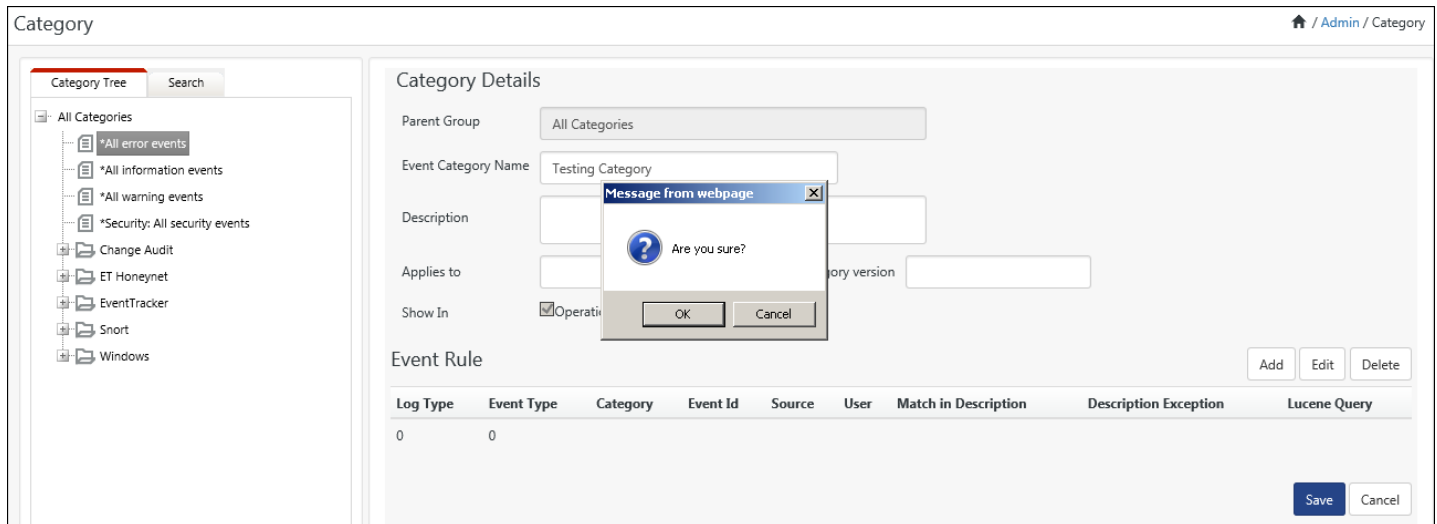 Category
/ Admin / Category
Category Tree
Search
All Categories
*All error events
*All information events
*All warning events
*Security: All security events
Change Audit
ET Honeynet
EventTracker
Snort
Windows
Category Details
Parent Group
All Categories
Event Category Name
Testing Category
Description
Applies to
version
Show In
Message from webpage
Are you sure?
OK
Cancel
Event Rule
Add
Edit
Delete
Log Type Event Type Category Event Id Source User Match in Description Description Exception Lucene Query
0 0
Save
Cancel